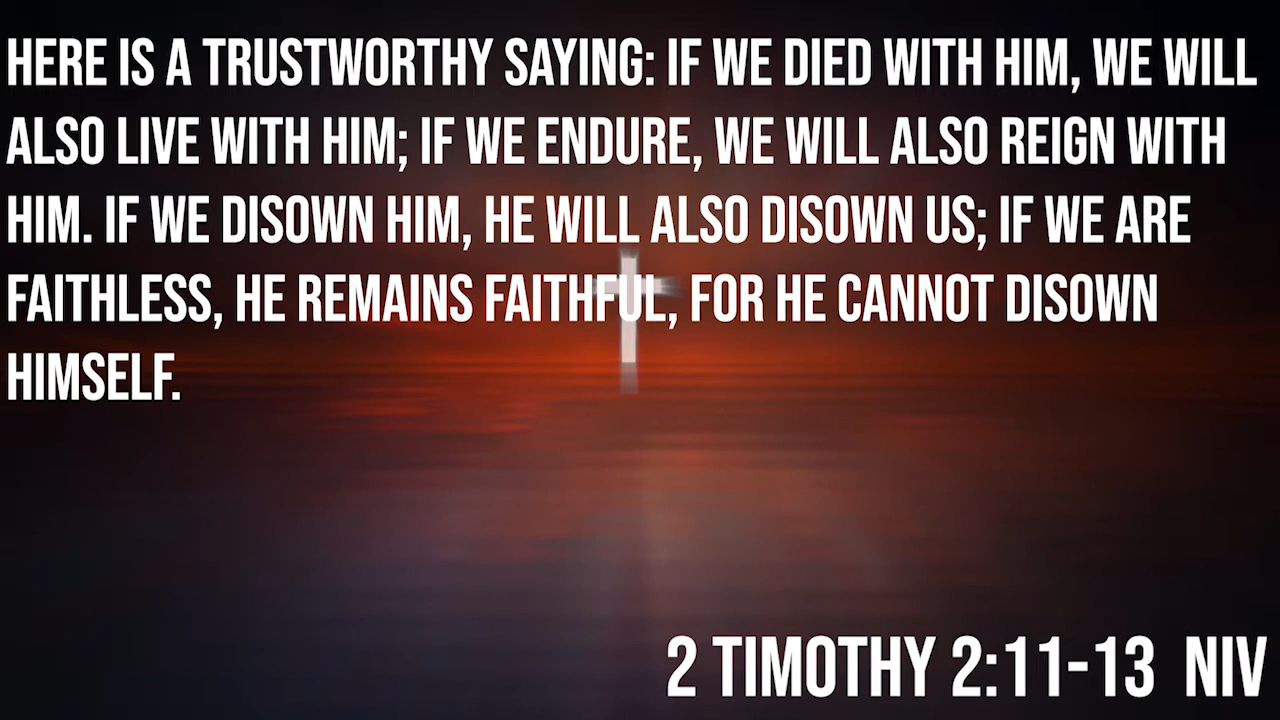 HERE IS A TRUSTWORTHY SAYING: IF WE DIED WITH HIM, WE WILL
ALSO LIVE WITH HIM; IF WE ENDURE, WE WILL ALSO REIGN WITH
HIM. IF WE DISOWN HIM, HE WILL ALSO DISOWN US; IF WE ARE
FAITHLESS, HE REMAINS FAITHFUL, FOR HE CANNOT DISOWN
HIMSELF.
2 TIMOTHY 2:11-13 NIV